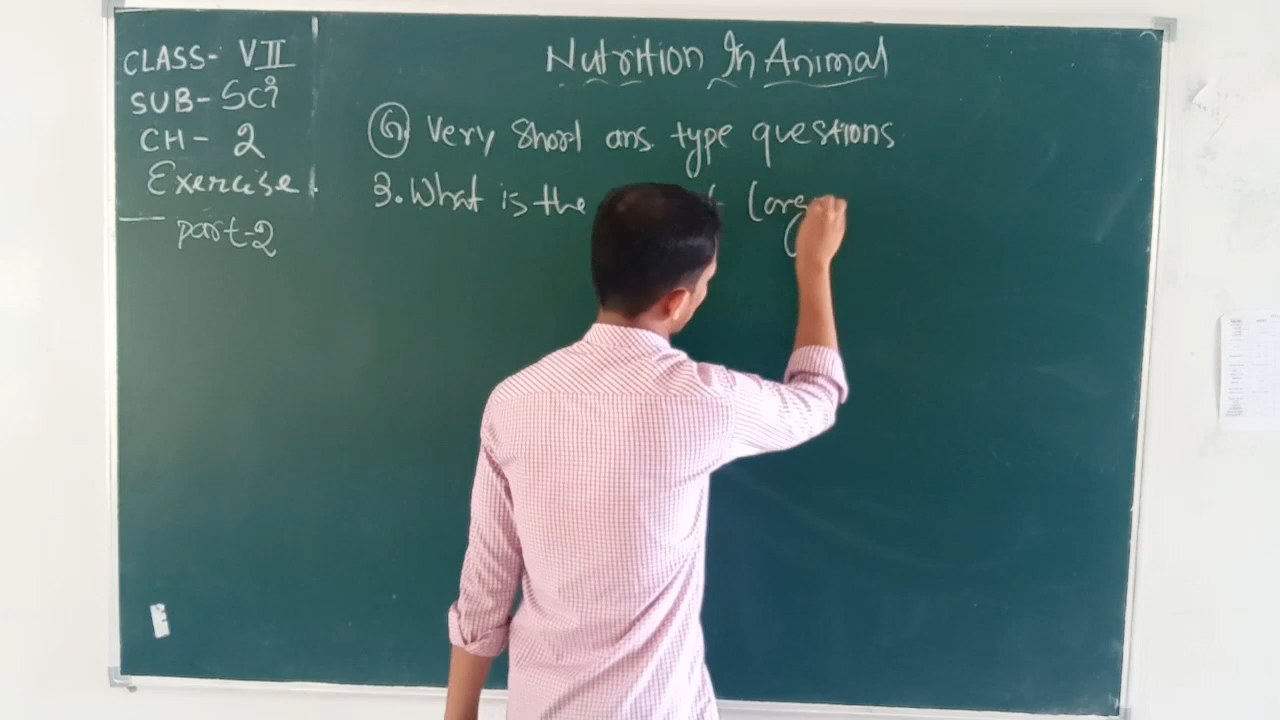 CLASS- VII
SUB- Sci
CH- 2
Exercise
part-2
Nutrition In Animal
G Very Short ans. type questions
3. What is the